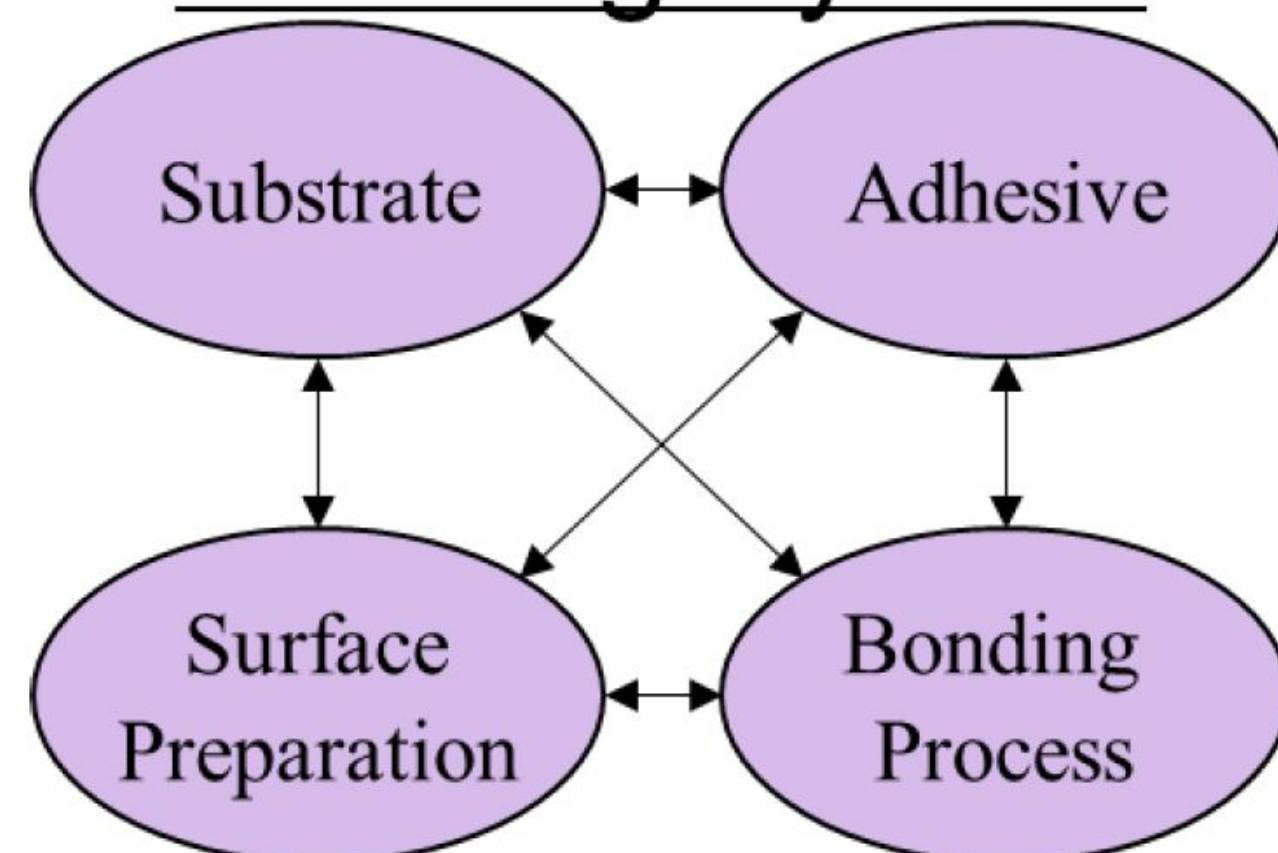 Substrate
Adhesive
Surface
Preparation
Bonding
Process